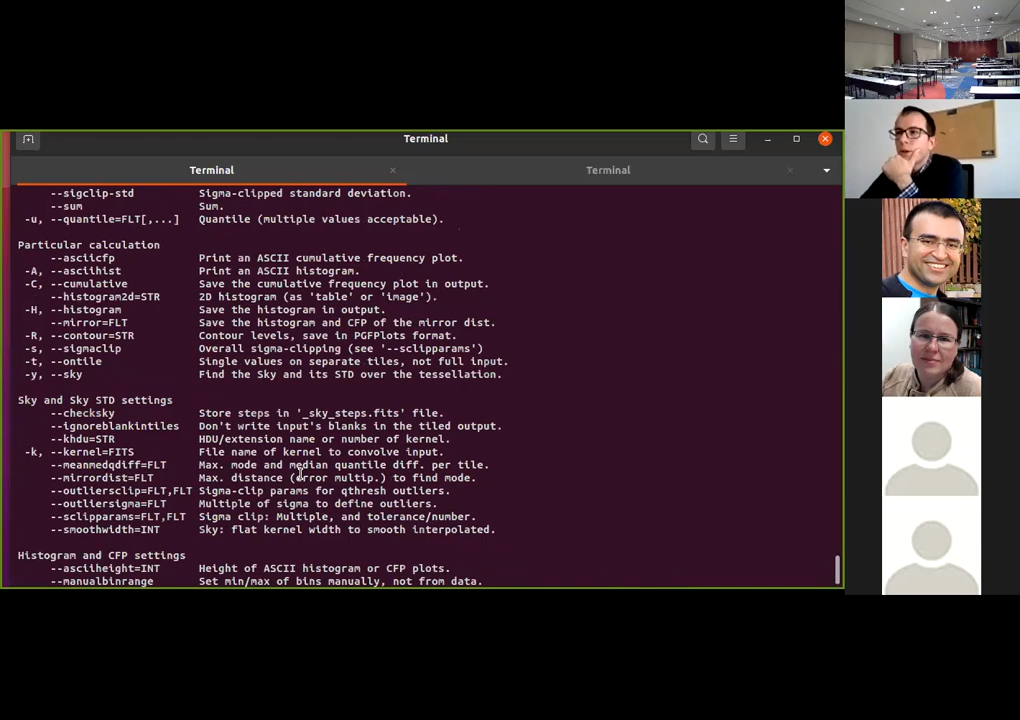 Terminal
Terminal
Terminal
--sigclip-std Sigma-clipped standard deviation.
--sum Sum.
-u, --quantile=FLT[,...] Quantile (multiple values acceptable).
Particular calculation
--asciicfp Print an ASCII cumulative frequency plot.
-A, --asciihist Print an ASCII histogram.
-C, --cumulative Save the cumulative frequency plot in output.
--histogram2d=STR 2D histogram (as 'table' or 'image').
-H, --histogram Save the histogram in output.
--mirror=FLT Save the histogram and CFP of the mirror dist.
-R, --contour=STR Contour levels, save in PGFPlots format.
-s, --sigmaclip Overall sigma-clipping (see '--sclipparams')
-t, --ontile Single values on separate tiles, not full input.
-y, --sky Find the Sky and its STD over the tessellation.
Sky and Sky STD settings
--checksky Store steps in '_sky_steps.fits' file.
--ignoreblankintiles Don't write input's blanks in the tiled output.
--khdu=STR HDU/extension name or number of kernel.
-k, --kernel=FITS File name of kernel to convolve input.
--meanmedqdiff=FLT Max. mode and median quantile diff. per tile.
--mirrordist=FLT Max. distance (error multip.) to find mode.
--outliersclip=FLT,FLT Sigma-clip params for qthresh outliers.
--outliersigma=FLT Multiple of sigma to define outliers.
--sclipparams=FLT,FLT Sigma clip: Multiple, and tolerance/number.
--smoothwidth=INT Sky: flat kernel width to smooth interpolated.
Histogram and CFP settings
--asciiheight=INT Height of ASCII histogram or CFP plots.
--manualbinrange Set min/max of bins manually, not from data.